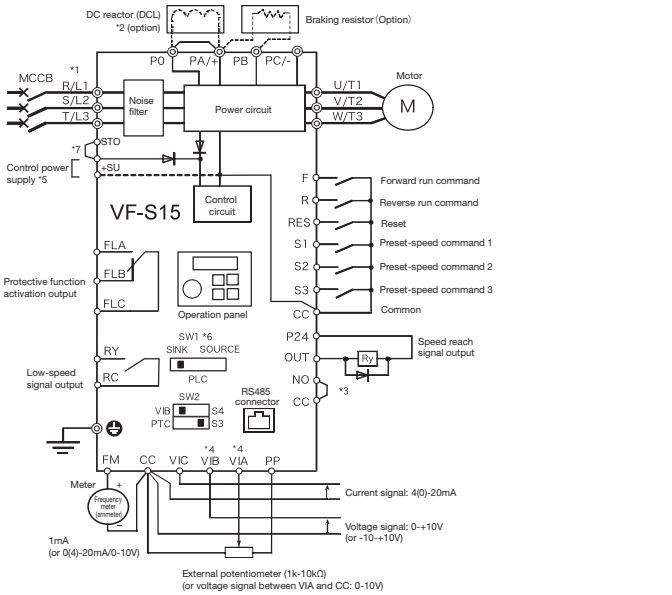 DC reactor (DCL)
*2 (option)
Braking resistor (Option)
P0 PA/+ PB PC/-
*1
MCCB
R/L1
S/L2
T/L3
Noise
filter
Power circuit
U/T1
V/T2
W/T3
Motor
M
STO
*7
+SU
Control power
supply *5
VF-S15
Control
circuit
F Forward run command
R Reverse run command
RES Reset
S1 Preset-speed command 1
S2 Preset-speed command 2
S3 Preset-speed command 3
CC Common
FLA
FLB
FLC
Protective function
activation output
Operation panel
P24
OUT
Ry
Speed reach
signal output
NO
CC
*3
SW1 *6
SINK SOURCE
PLC
RY
RC
Low-speed
signal output
SW2
VIB S4
PTC S3
RS485
connector
*4 *4
FM CC VIC VIB VIA PP
Meter
+
Frequency
meter
(ammeter)
−
1mA
(or 0(4)-20mA/0-10V)
Current signal: 4(0)-20mA
Voltage signal: 0-+10V
(or -10-+10V)
External potentiometer (1k-10kΩ)
(or voltage signal between VIA and CC: 0-10V)